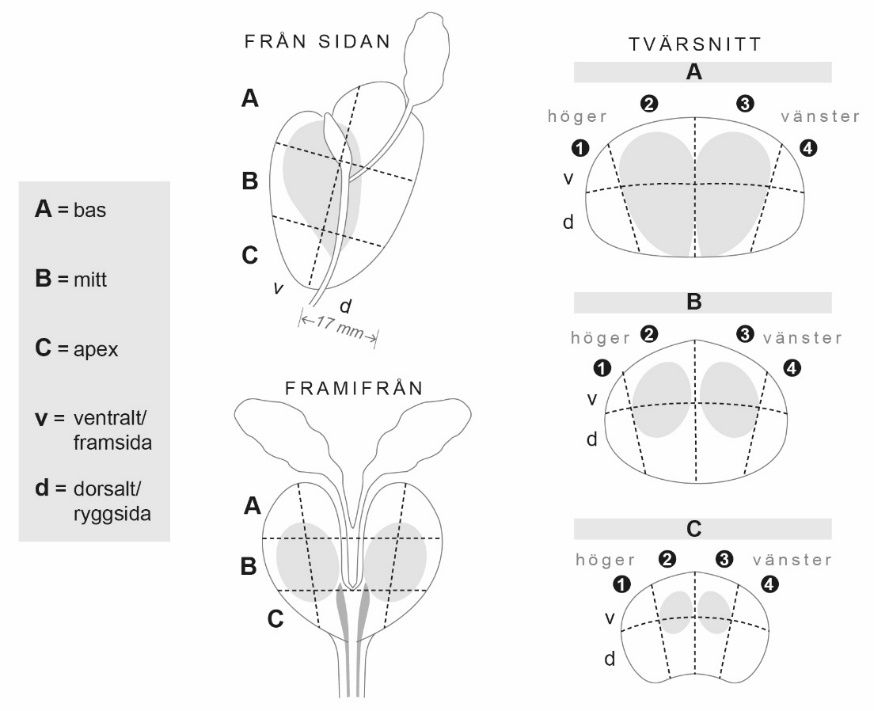 FRÅN SIDAN
A
B
C
v
d
17 mm
A = bas
B = mitt
C = apex
v = ventralt/
framsida
d = dorsalt/
ryggsida
FRAMIFRÅN
A
B
C
TVÄRSNITT
A
höger 2 3 vänster
1 4
v
d
B
höger 2 3 vänster
1 4
v
d
C
höger 2 3 vänster
1 4
v
d